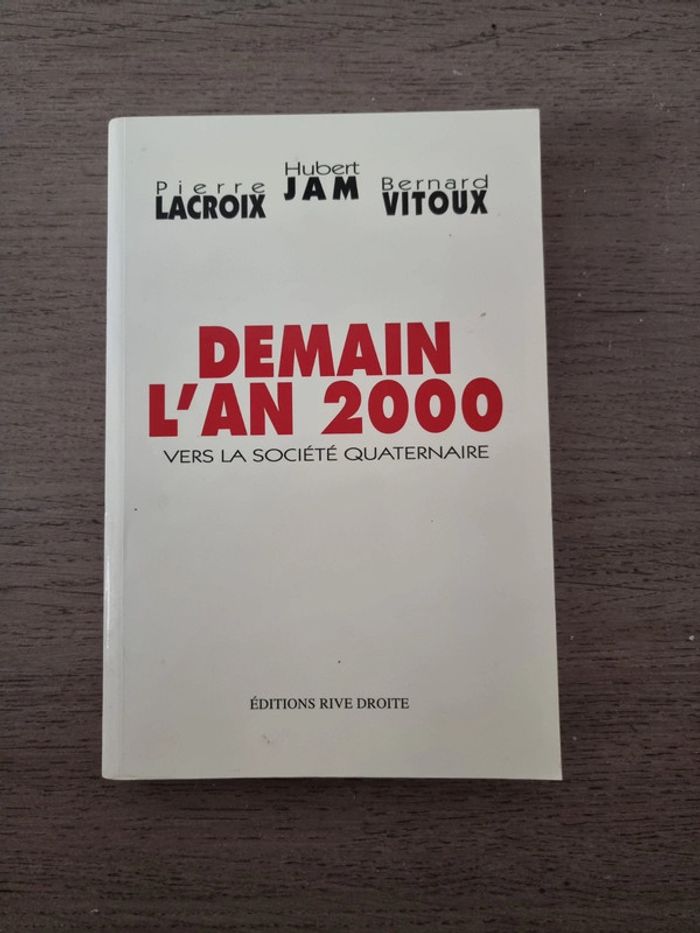 Pierre
LACROIX
Hubert
JAM
Bernard
VITOUX
DEMAIN
L'AN 2000
VERS LA SOCIÉTÉ QUATERNAIRE
ÉDITIONS RIVE DROITE